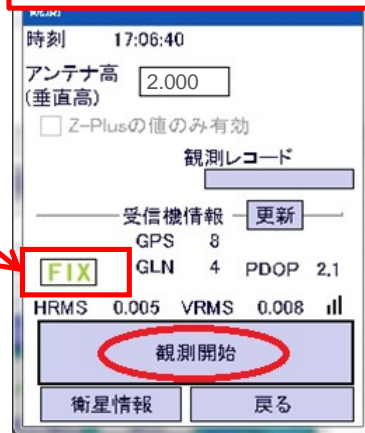 観測
時刻 17:06:40
アンテナ高 2.000
(垂直高)
Z-Plusの値のみ有効
観測レコード
受信機情報 更新
GPS 8
FIX GLN 4 PDOP 2.1
HRMS 0.005 VRMS 0.008
観測開始
衛星情報 戻る